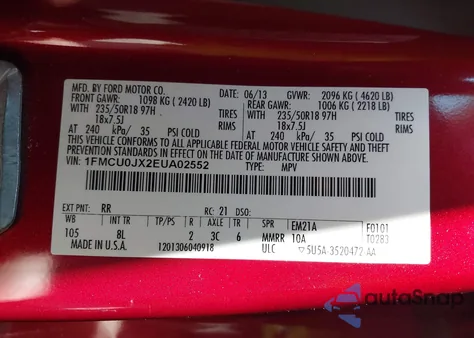 MFD. BY FORD MOTOR CO.
06/13 GVWR: 2096 KG ( 4620 LB)
FRONT GAWR: 1098 KG ( 2420 LB)
REAR GAWR: 1006 KG ( 2218 LB)
WITH 235/50R18 97H TIRES 235/50R18 97H TIRES
18x7.5J RIMS 18x7.5J RIMS
AT 240 kPa/ 35 PSI COLD AT 240 kPa/ 35 PSI COLD
THIS VEHICLE CONFORMS TO ALL APPLICABLE FEDERAL MOTOR VEHICLE SAFETY AND
THEFT PREVENTION STANDARDS IN EFFECT ON THE DATE OF MANUFACTURE SHOWN ABOVE.
VIN: 1FMCU0JX2EUA02552
TYPE: MPV
EXT PNT: RR RC: 21 DSO:
WB INT TR TP/PS R AXLE TR SPR EM21A F0101
105 8L 2 3C 6 MMRR 10A T0283
MADE IN U.S.A. 1201306040918 ULC 5U5A-3520472-AA
autoSnap